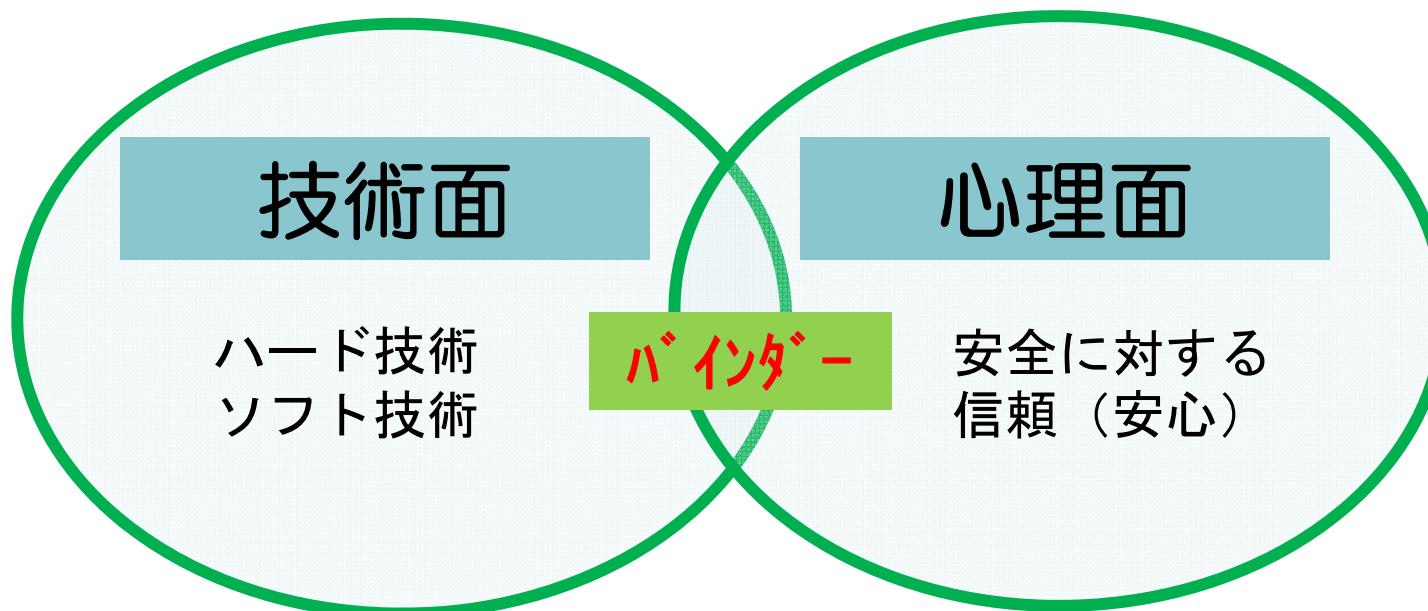 技術面
ハード技術
ソフト技術
バインダー
心理面
安全に対する
信頼（安心）